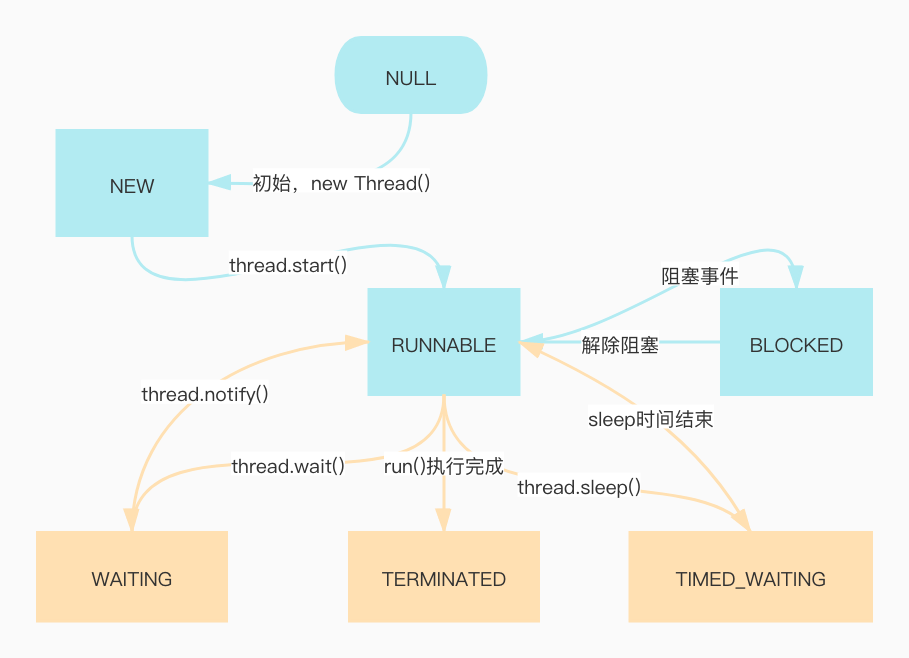 NULL
NEW
初始，new Thread()
thread.start()
阻塞事件
RUNNABLE
解除阻塞
BLOCKED
thread.notify()
sleep时间结束
thread.wait()
run()执行完成
thread.sleep()
WAITING
TERMINATED
TIMED_WAITING